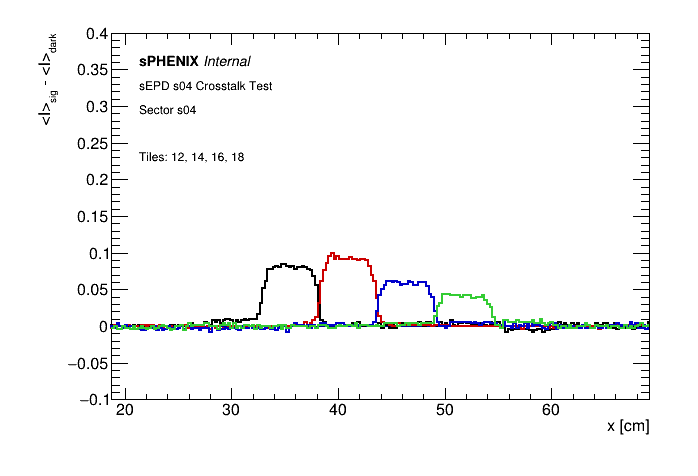 <I>sig - <I>dark
0.4
0.35
0.3
0.25
0.2
0.15
0.1
0.05
0
−0.05
−0.1
sPHENIX Internal
sEPD s04 Crosstalk Test
Sector s04
Tiles: 12, 14, 16, 18
20 30 40 50 60
x [cm]